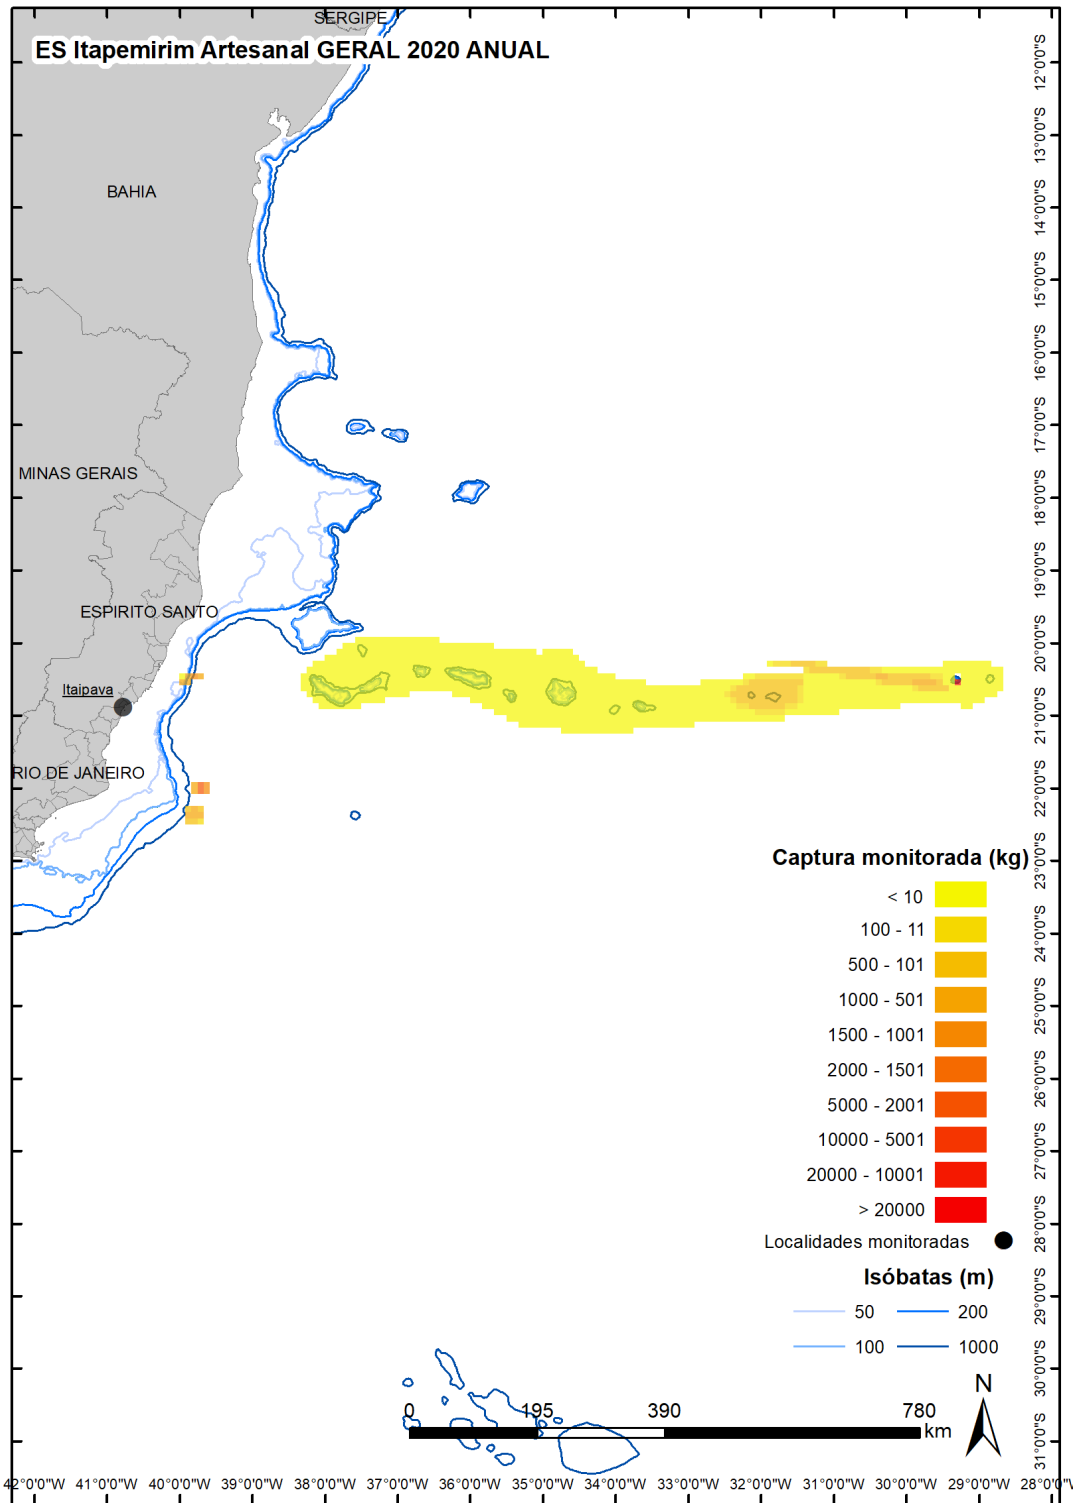 SERGIPE
ES Itapemirim Artesanal GERAL 2020 ANUAL
BAHIA
MINAS GERAIS
ESPIRITO SANTO
Itaipava
RIO DE JANEIRO
12°0'0"S
13°0'0"S
14°0'0"S
15°0'0"S
16°0'0"S
17°0'0"S
18°0'0"S
19°0'0"S
20°0'0"S
21°0'0"S
22°0'0"S
23°0'0"S
24°0'0"S
25°0'0"S
26°0'0"S
27°0'0"S
28°0'0"S
29°0'0"S
30°0'0"S
31°0'0"S
Captura monitorada (kg)
< 10
100 - 11
500 - 101
1000 - 501
1500 - 1001
2000 - 1501
5000 - 2001
10000 - 5001
20000 - 10001
> 20000
Localidades monitoradas
Isóbatas (m)
50 200
100 1000
N
0 195 390 780
km
42°0'0"W 41°0'0"W 40°0'0"W 39°0'0"W 38°0'0"W 37°0'0"W 36°0'0"W 35°0'0"W 34°0'0"W 33°0'0"W 32°0'0"W 31°0'0"W 30°0'0"W 29°0'0"W 28°0'0"W